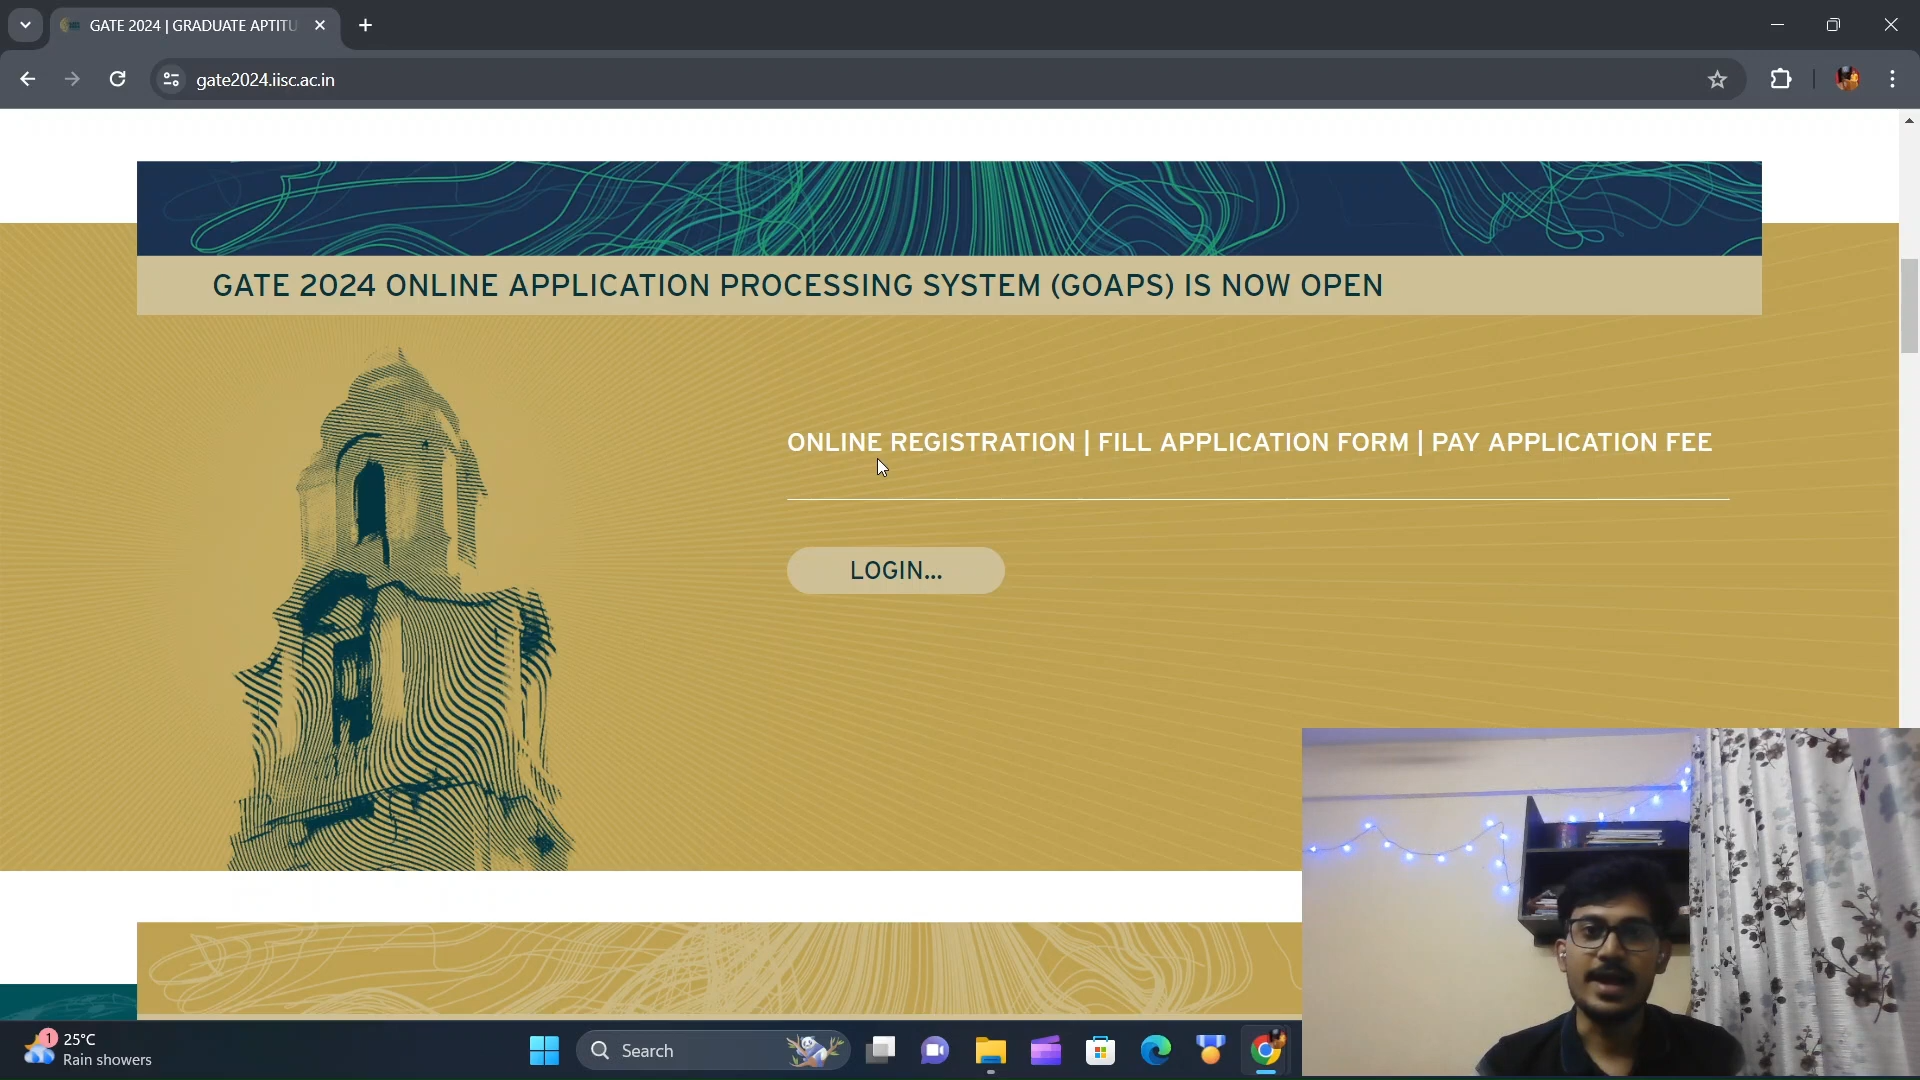 GATE 2024 | GRADUATE APTITU
gate2024.iisc.ac.in
GATE 2024 ONLINE APPLICATION PROCESSING SYSTEM (GOAPS) IS NOW OPEN
ONLINE REGISTRATION | FILL APPLICATION FORM | PAY APPLICATION FEE
LOGIN...
1
25°C
Rain showers
Search